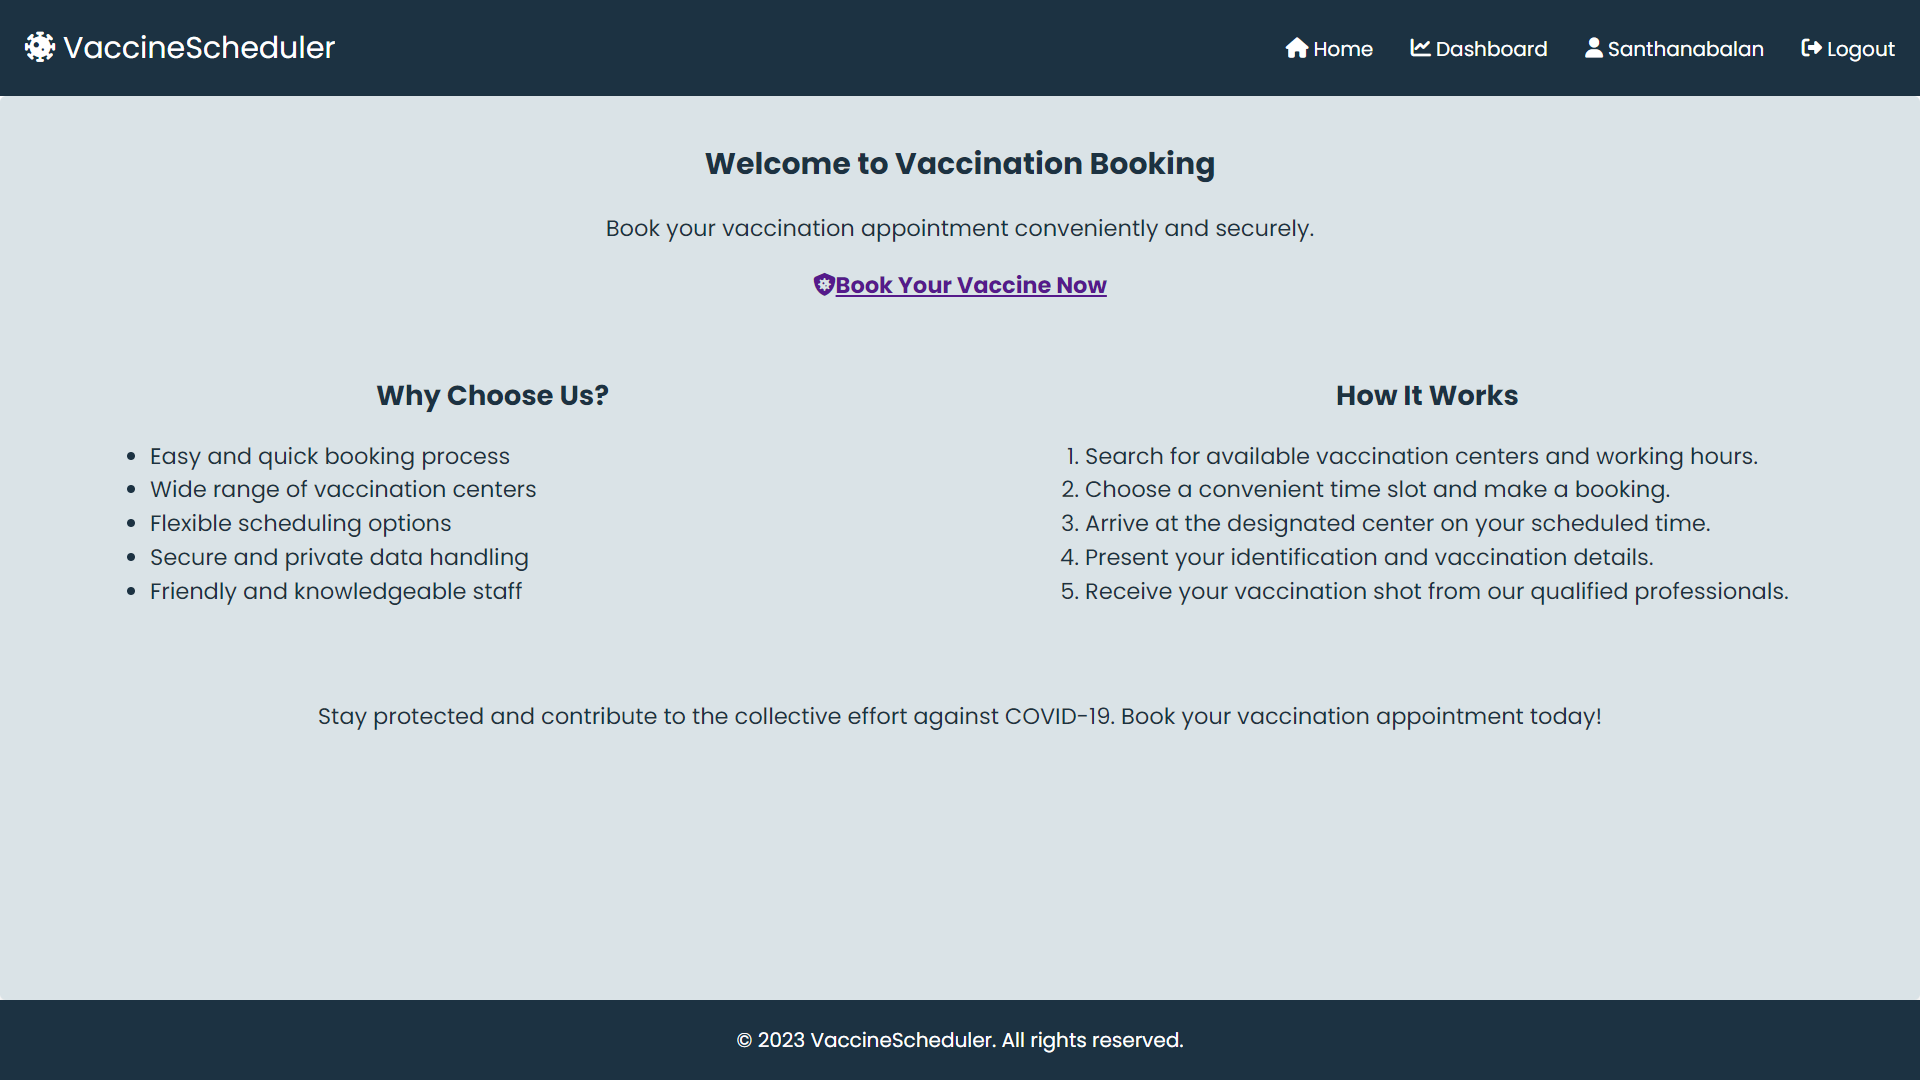 VaccineScheduler
Home
Dashboard
Santhanabalan
Logout
Welcome to Vaccination Booking
Book your vaccination appointment conveniently and securely.
Book Your Vaccine Now
Why Choose Us?
Easy and quick booking process
Wide range of vaccination centers
Flexible scheduling options
Secure and private data handling
Friendly and knowledgeable staff
How It Works
1. Search for available vaccination centers and working hours.
2. Choose a convenient time slot and make a booking.
3. Arrive at the designated center on your scheduled time.
4. Present your identification and vaccination details.
5. Receive your vaccination shot from our qualified professionals.
Stay protected and contribute to the collective effort against COVID-19. Book your vaccination appointment today!
© 2023 VaccineScheduler. All rights reserved.